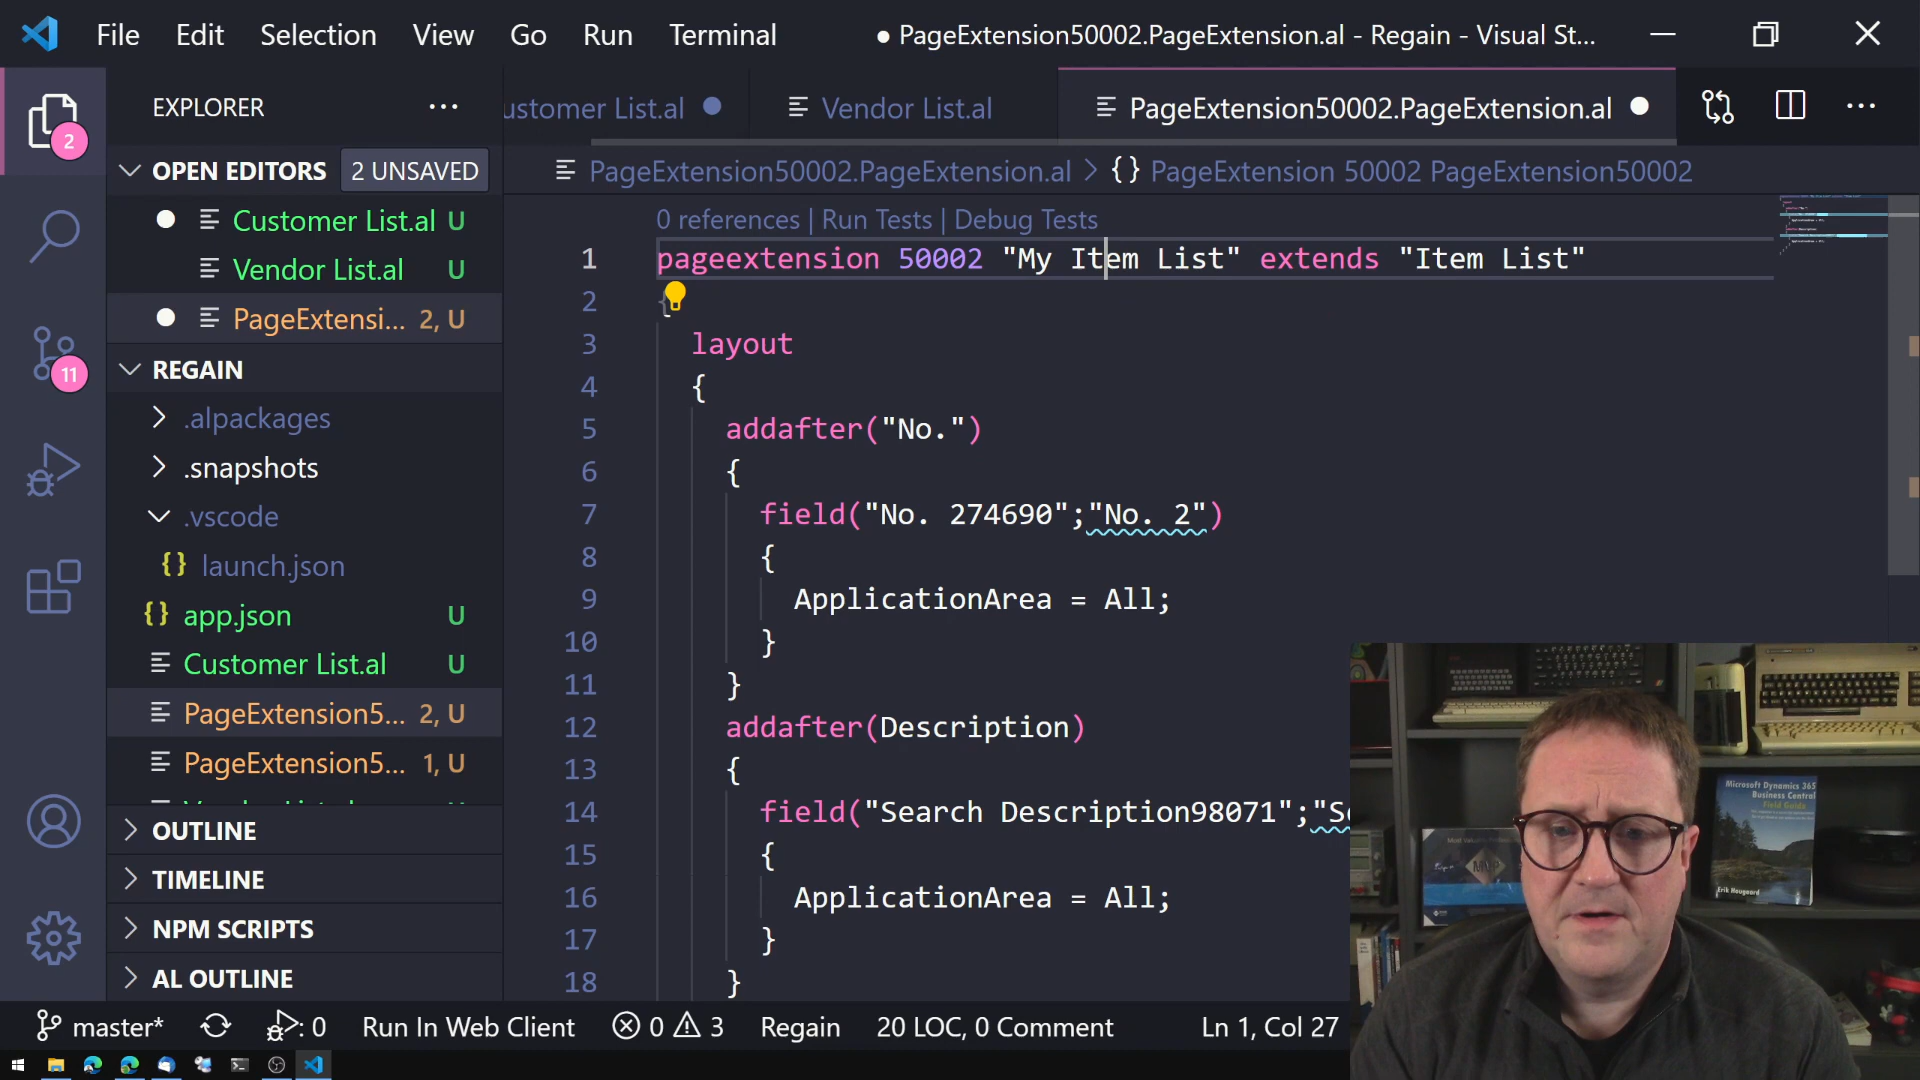 File Edit Selection View Go Run Terminal
● PageExtension50002.PageExtension.al - Regain - Visual St...
EXPLORER
2
OPEN EDITORS 2 UNSAVED
Customer List.al U
Vendor List.al U
PageExtensi... 2, U
REGAIN
11
.alpackages
.snapshots
.vscode
launch.json
app.json U
Customer List.al U
PageExtension5... 2, U
PageExtension5... 1, U
OUTLINE
TIMELINE
NPM SCRIPTS
AL OUTLINE
ustomer List.al
Vendor List.al
PageExtension50002.PageExtension.al
PageExtension50002.PageExtension.al > {} PageExtension 50002 PageExtension50002
0 references | Run Tests | Debug Tests
1 pageextension 50002 "My Item List" extends "Item List"
2 {
3 layout
4 {
5 addafter("No.")
6 {
7 field("No. 274690";"No. 2")
8 {
9 ApplicationArea = All;
10 }
11 }
12 addafter(Description)
13 {
14 field("Search Description98071";"S
15 {
16 ApplicationArea = All;
17 }
18 }
Microsoft Dynamics 365
Business Central
Field Guide
Erik Hougaard
MVP
master* 0 Run In Web Client 0 3 Regain 20 LOC, 0 Comment Ln 1, Col 27